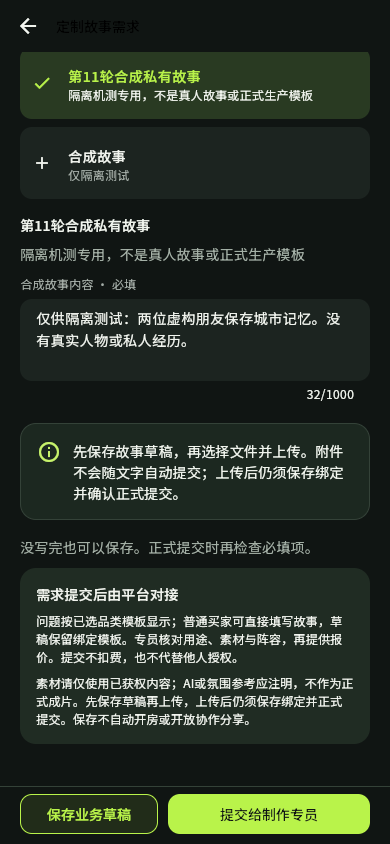 定制故事需求
第11轮合成私有故事
隔离机测专用，不是真人故事或正式生产模板
合成故事
仅隔离测试
第11轮合成私有故事
隔离机测专用，不是真人故事或正式生产模板
合成故事内容 · 必填
仅供隔离测试：两位虚构朋友保存城市记忆。没
有真实人物或私人经历。
32/1000
先保存故事草稿，再选择文件并上传。附件
不会随文字自动提交；上传后仍须保存绑定
并确认正式提交。
没写完也可以保存。正式提交时再检查必填项。
需求提交后由平台对接
问题按已选品类模板显示；普通买家可直接填写故事，草
稿保留绑定模板。专员核对用途、素材与阵容，再提供报
价。提交不扣费，也不代替他人授权。
素材请仅使用已获权内容；AI或氛围参考应注明，不作为正
式成片。先保存草稿再上传，上传后仍须保存绑定并正式
提交。保存不自动开房或开放协作分享。
保存业务草稿
提交给制作专员